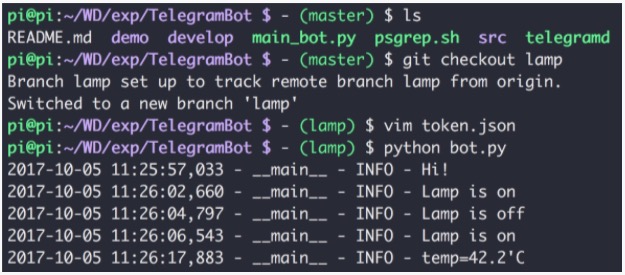 pi@pi:~/WD/exp/TelegramBot $ - (master) $ ls
README.md demo develop main_bot.py psgrep.sh src telegramd
pi@pi:~/WD/exp/TelegramBot $ - (master) $ git checkout lamp
Branch lamp set up to track remote branch lamp from origin.
Switched to a new branch 'lamp'
pi@pi:~/WD/exp/TelegramBot $ - (lamp) $ vim token.json
pi@pi:~/WD/exp/TelegramBot $ - (lamp) $ python bot.py
2017-10-05 11:25:57,033 - __main__ - INFO - Hi!
2017-10-05 11:26:02,660 - __main__ - INFO - Lamp is on
2017-10-05 11:26:04,797 - __main__ - INFO - Lamp is off
2017-10-05 11:26:06,543 - __main__ - INFO - Lamp is on
2017-10-05 11:26:17,883 - __main__ - INFO - temp=42.2'C